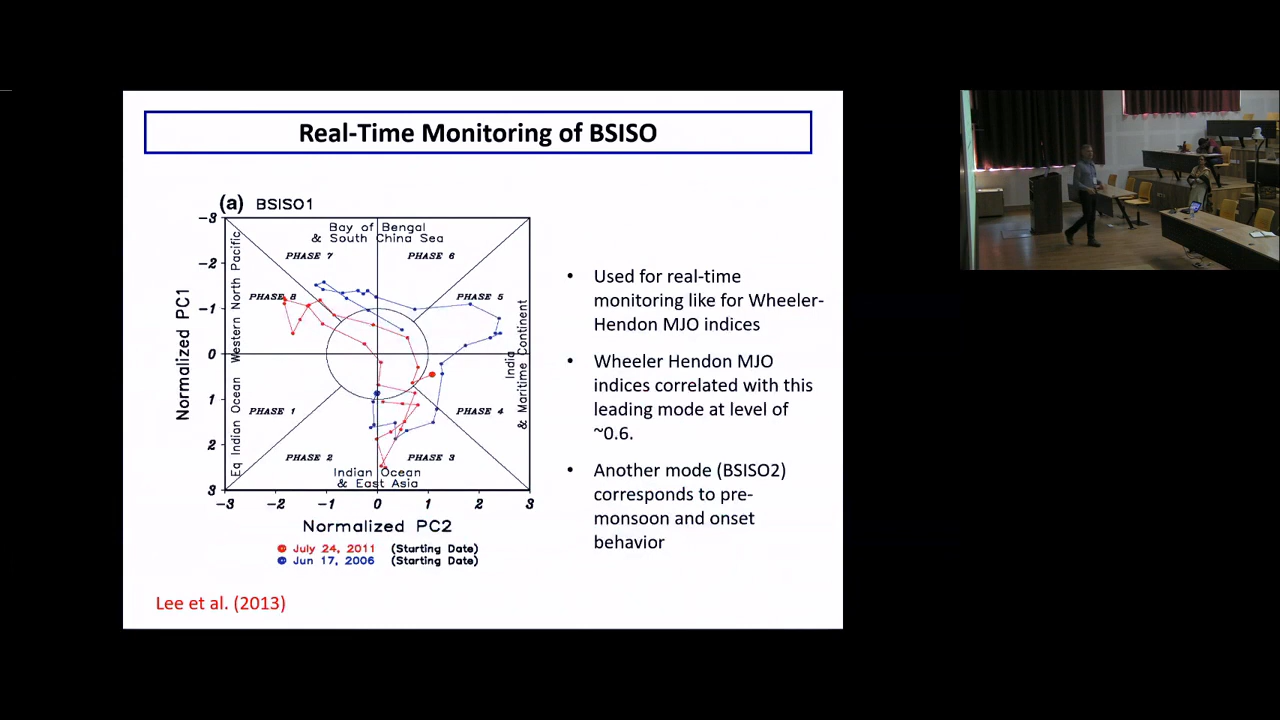 Real-Time Monitoring of BSISO
(a) BSISO1
Bay of Bengal
& South China Sea
PHASE 7
PHASE 6
PHASE 8
PHASE 5
PHASE 1
PHASE 4
PHASE 2
PHASE 3
Western North Pacific
Eq Indian Ocean
India
& Maritime Continent
Indian Ocean
& East Asia
Normalized PC1
-3
-2
-1
0
1
2
3
-3 -2 -1 0 1 2 3
Normalized PC2
July 24, 2011 (Starting Date)
Jun 17, 2006 (Starting Date)
Lee et al. (2013)
• Used for real-time
monitoring like for Wheeler-
Hendon MJO indices
• Wheeler Hendon MJO
indices correlated with this
leading mode at level of
~0.6.
• Another mode (BSISO2)
corresponds to pre-
monsoon and onset
behavior